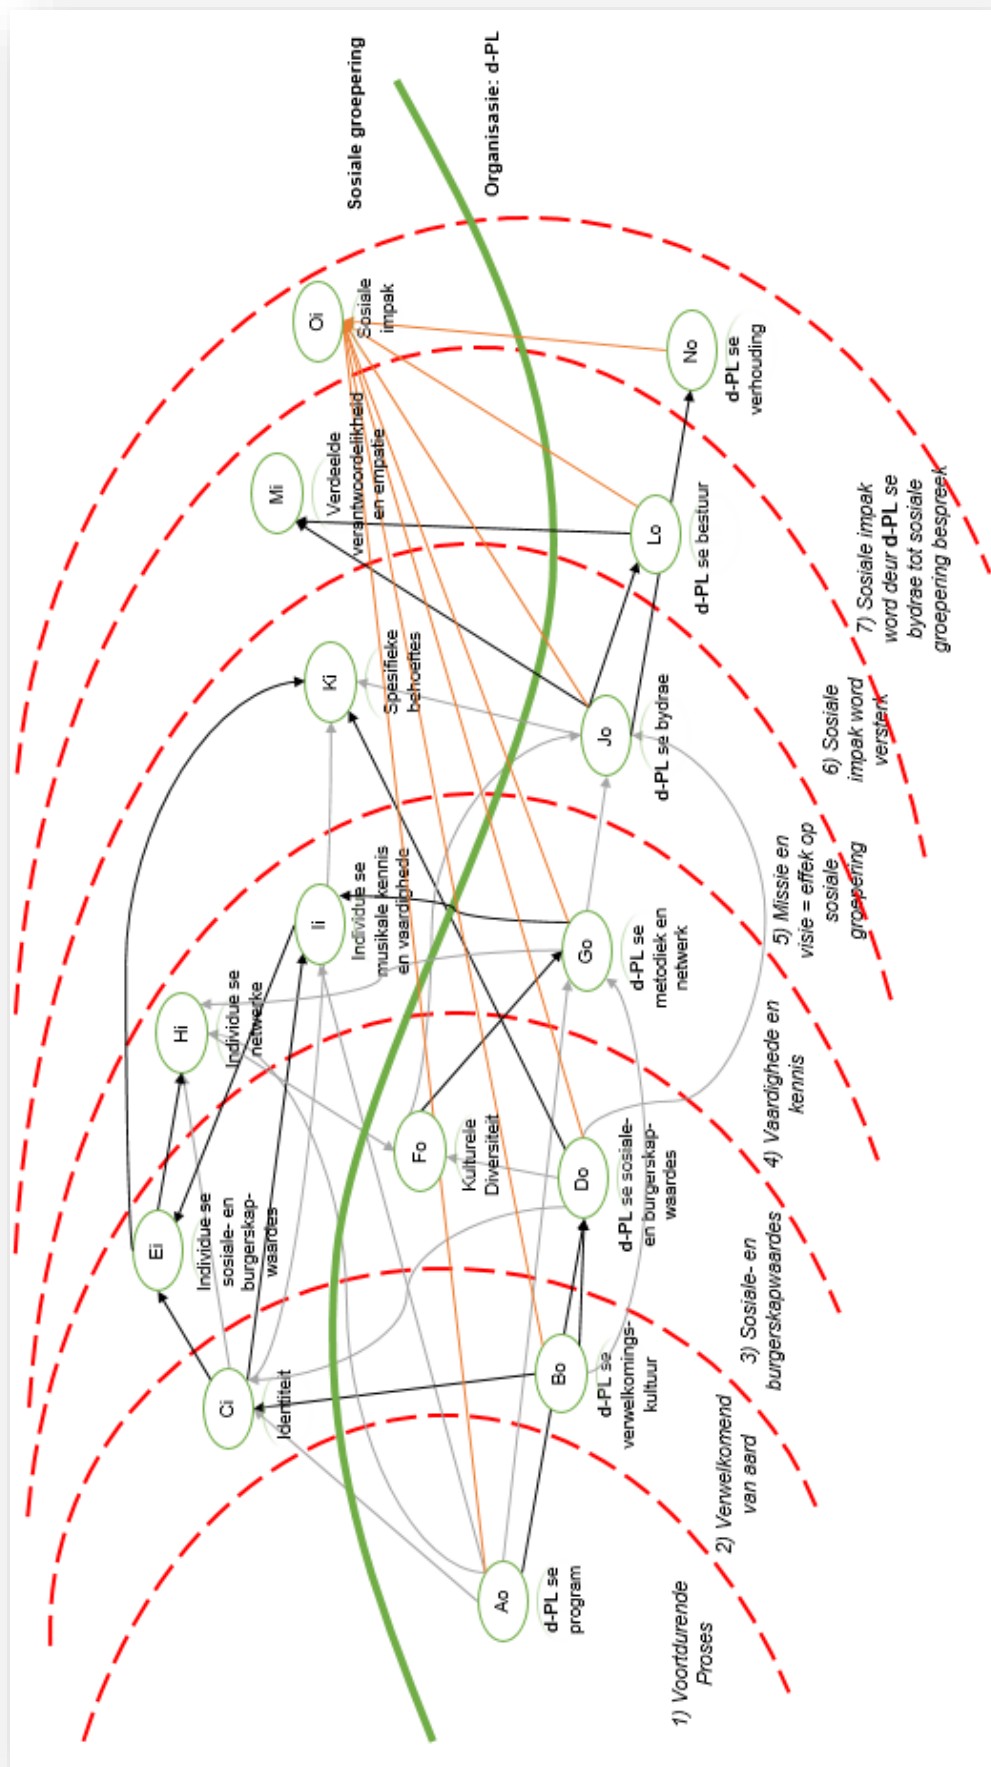 Sosiale groepering
Organisasie: d-PL
Oi
Sosiale
impak
Mi
Verdeelde
verantwoordelikheid
en empatie
Ki
Spesifieke
behoeftes
Ii
Individue se
musikale kennis
en vaardighede
Hi
Individue se
netwerke
Ei
Individue se
sosiale- en
burgerskap-
waardes
Ci
Identiteit
No
d-PL se
verhouding
Lo
d-PL se bestuur
Jo
d-PL se bydrae
Go
d-PL se
metodiek en
netwerk
Fo
Kulturele
Diversiteit
Do
d-PL se sosiale-
en burgerskap-
waardes
Bo
d-PL se
verwelkomings-
kultuur
Ao
d-PL se
program
1) Voortdurende
Proses
2) Verwelkomend
van aard
3) Sosiale- en
burgerskapwaardes
4) Vaardighede en
kennis
5) Missie en
visie = effek op
sosiale
groepering
6) Sosiale
impak word
versterk
7) Sosiale impak
word deur d-PL se
bydrae tot sosiale
groepering bespreek